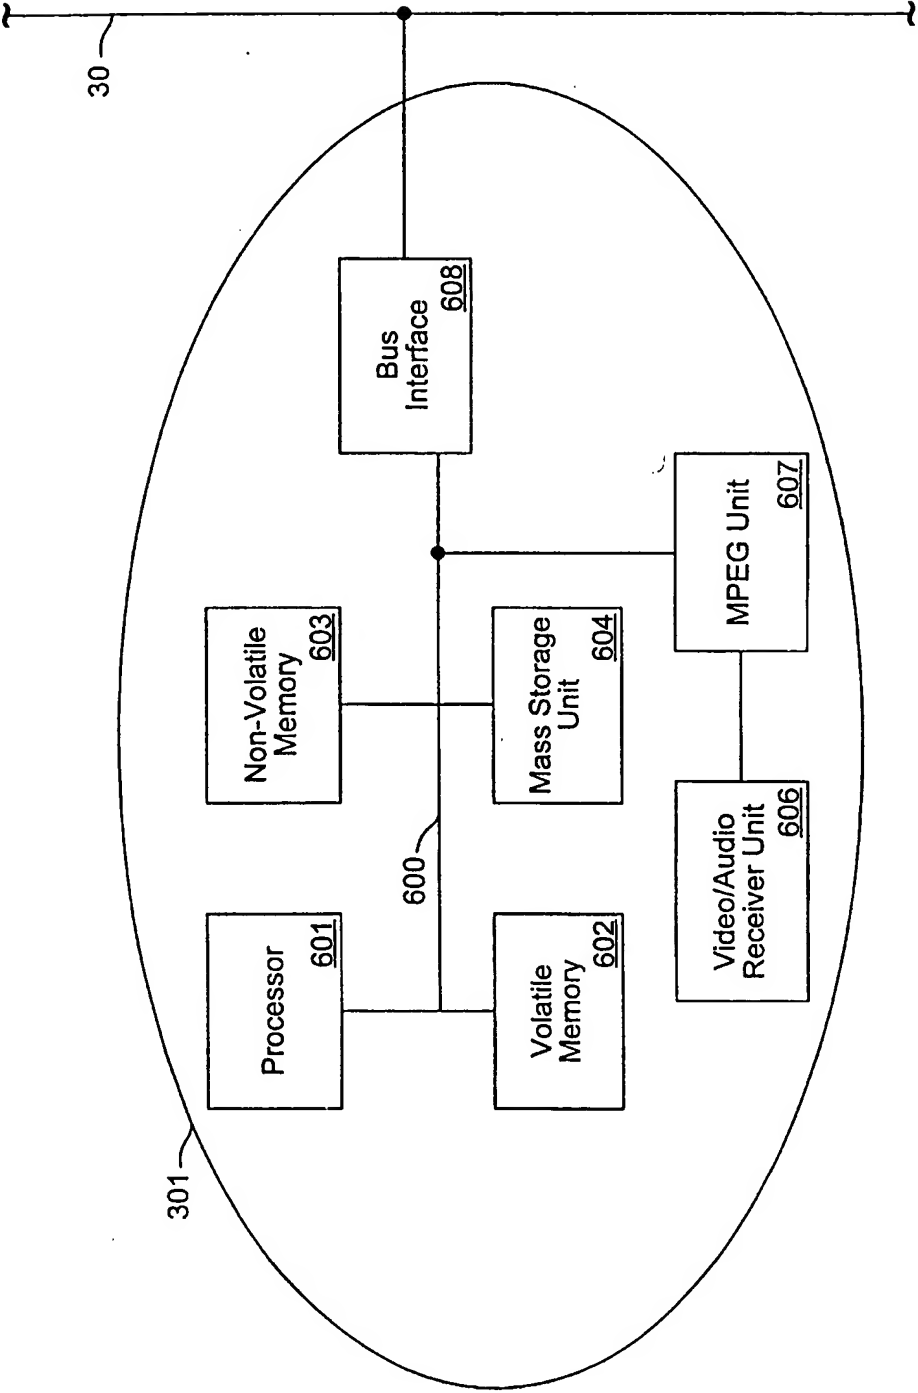 301
Processor
601
Non-Volatile
Memory
603
Bus
Interface
608
30
600
Volatile
Memory
602
Mass Storage
Unit
604
Video/Audio
Receiver Unit
606
MPEG Unit
607